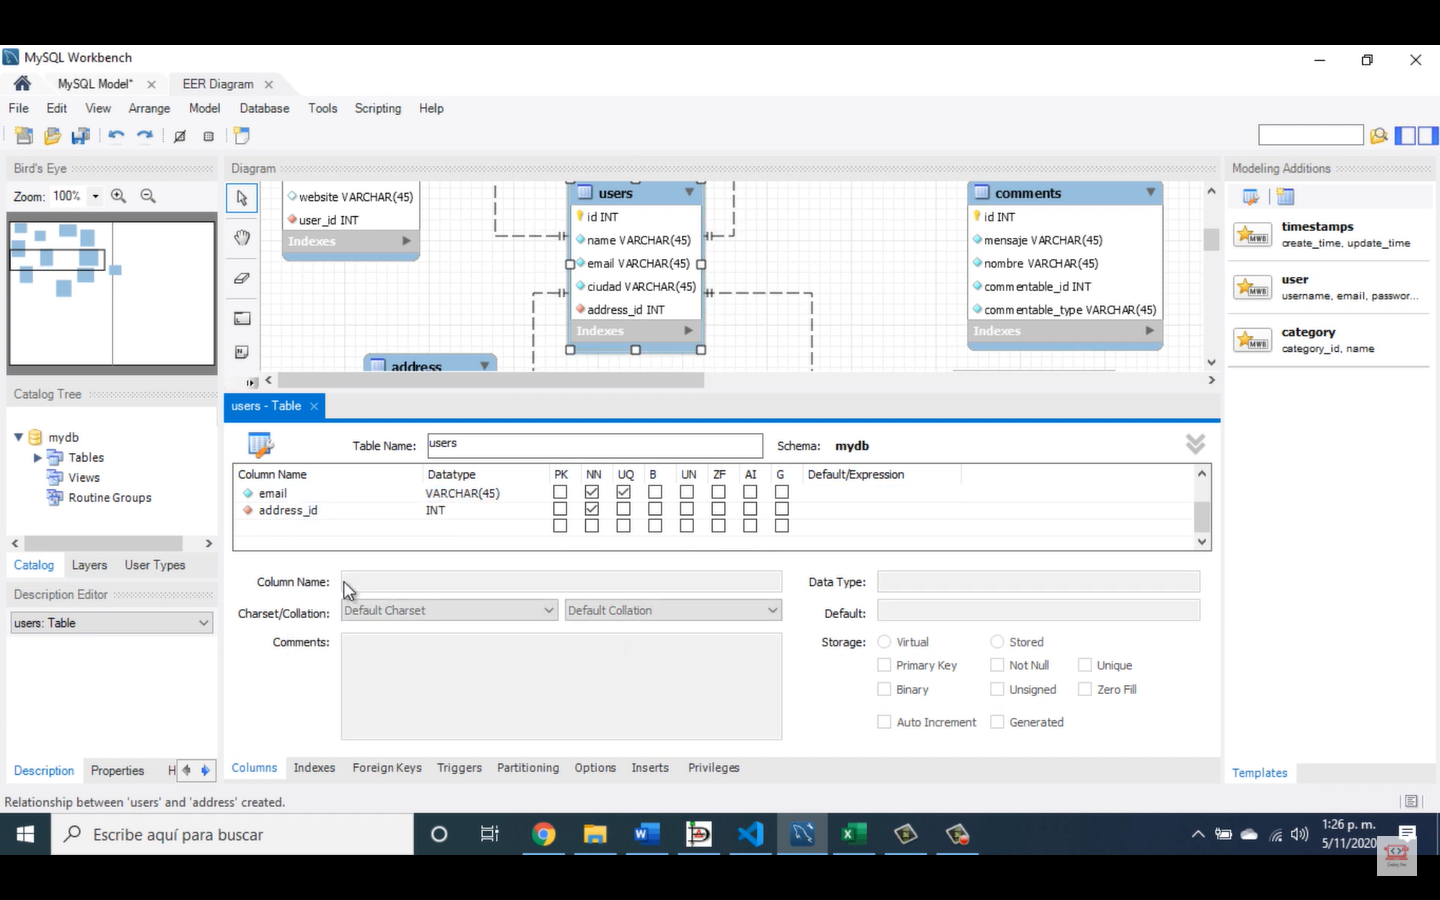 MySQL Workbench
MySQL Model*
EER Diagram
File Edit View Arrange Model Database Tools Scripting Help
Bird's Eye
Zoom: 100%
Diagram
Modeling Additions
website VARCHAR(45)
user_id INT
Indexes
users
id INT
name VARCHAR(45)
email VARCHAR(45)
ciudad VARCHAR(45)
address_id INT
Indexes
comments
id INT
mensaje VARCHAR(45)
nombre VARCHAR(45)
commentable_id INT
commentable_type VARCHAR(45)
Indexes
address
timestamps
create_time, update_time
user
username, email, passwor...
category
category_id, name
Catalog Tree
mydb
Tables
Views
Routine Groups
Catalog Layers User Types
Description Editor
users: Table
Description Properties H
users - Table
Table Name: users Schema: mydb
Column Name Datatype PK NN UQ B UN ZF AI G Default/Expression
email VARCHAR(45)
address_id INT
Column Name: Data Type:
Charset/Collation: Default Charset Default Collation Default:
Comments: Storage: Virtual Stored
Primary Key Not Null Unique
Binary Unsigned Zero Fill
Auto Increment Generated
Columns Indexes Foreign Keys Triggers Partitioning Options Inserts Privileges
Templates
Relationship between 'users' and 'address' created.
Escribe aquí para buscar
1:26 p. m.
5/11/2020